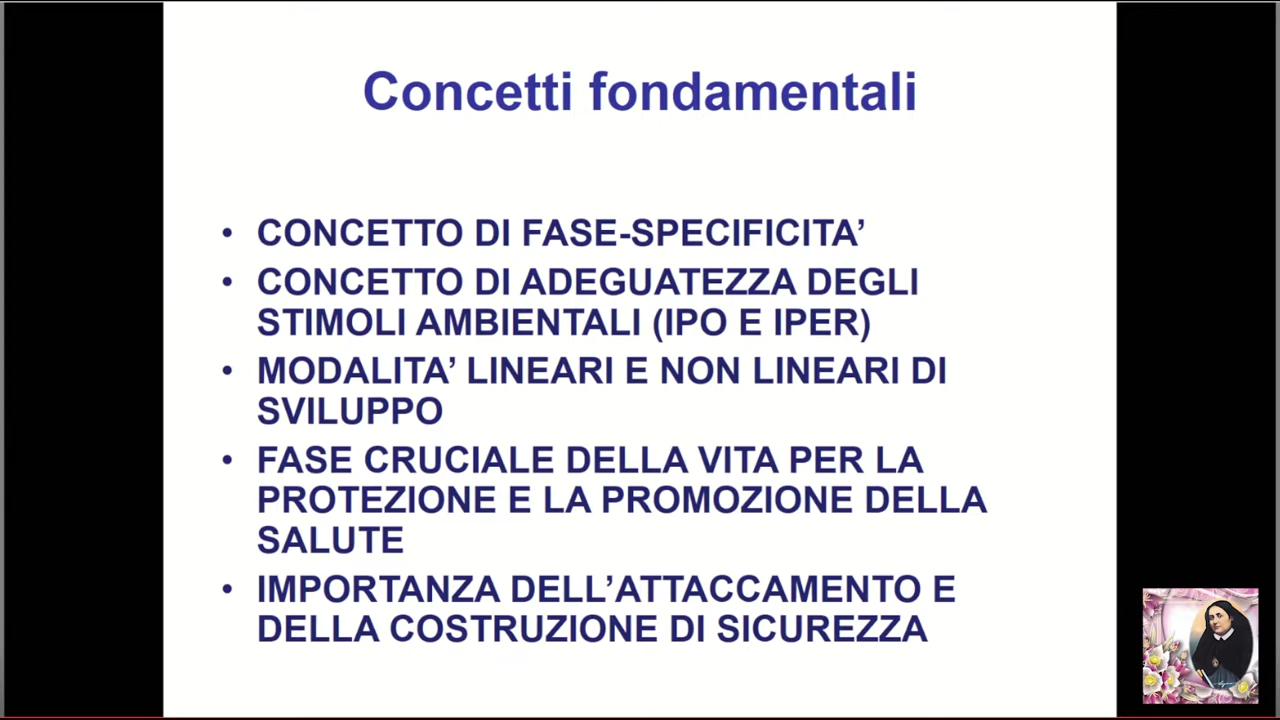 Concetti fondamentali
• CONCETTO DI FASE-SPECIFICITA’
• CONCETTO DI ADEGUATEZZA DEGLI
STIMOLI AMBIENTALI (IPO E IPER)
• MODALITA’ LINEARI E NON LINEARI DI
SVILUPPO
• FASE CRUCIALE DELLA VITA PER LA
PROTEZIONE E LA PROMOZIONE DELLA
SALUTE
• IMPORTANZA DELL’ATTACCAMENTO E
DELLA COSTRUZIONE DI SICUREZZA